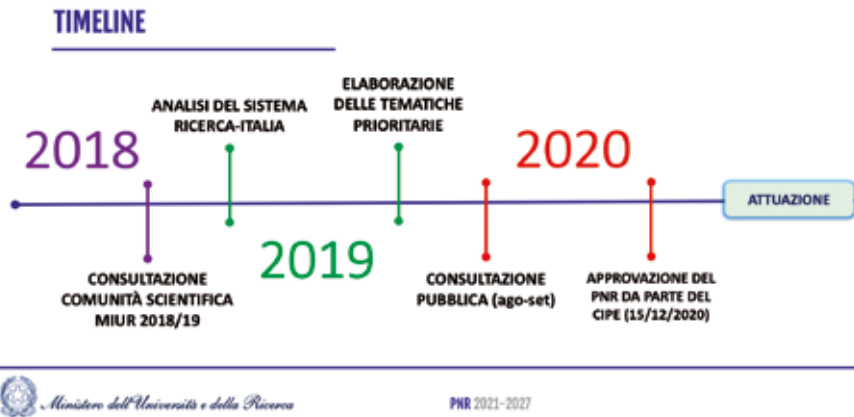 TIMELINE
ELABORAZIONE
DELLE TEMATICHE
PRIORITARIE
ANALISI DEL SISTEMA
RICERCA-ITALIA
2018
2020
ATTUAZIONE
2019
CONSULTAZIONE
COMUNITÀ SCIENTIFICA
MIUR 2018/19
CONSULTAZIONE
PUBBLICA (ago-set)
APPROVAZIONE DEL
PNR DA PARTE DEL
CIPE (15/12/2020)
Ministero dell'Università e della Ricerca
PNR 2021-2027